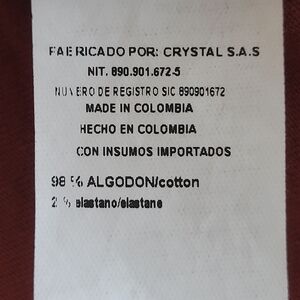 FABRICADO POR: CRYSTAL S.A.S
NIT. 890.901.672-5
NUMERO DE REGISTRO SIC 890901672
MADE IN COLOMBIA
HECHO EN COLOMBIA
CON INSUMOS IMPORTADOS
98 % ALGODON/cotton
2 % elastano/elastane